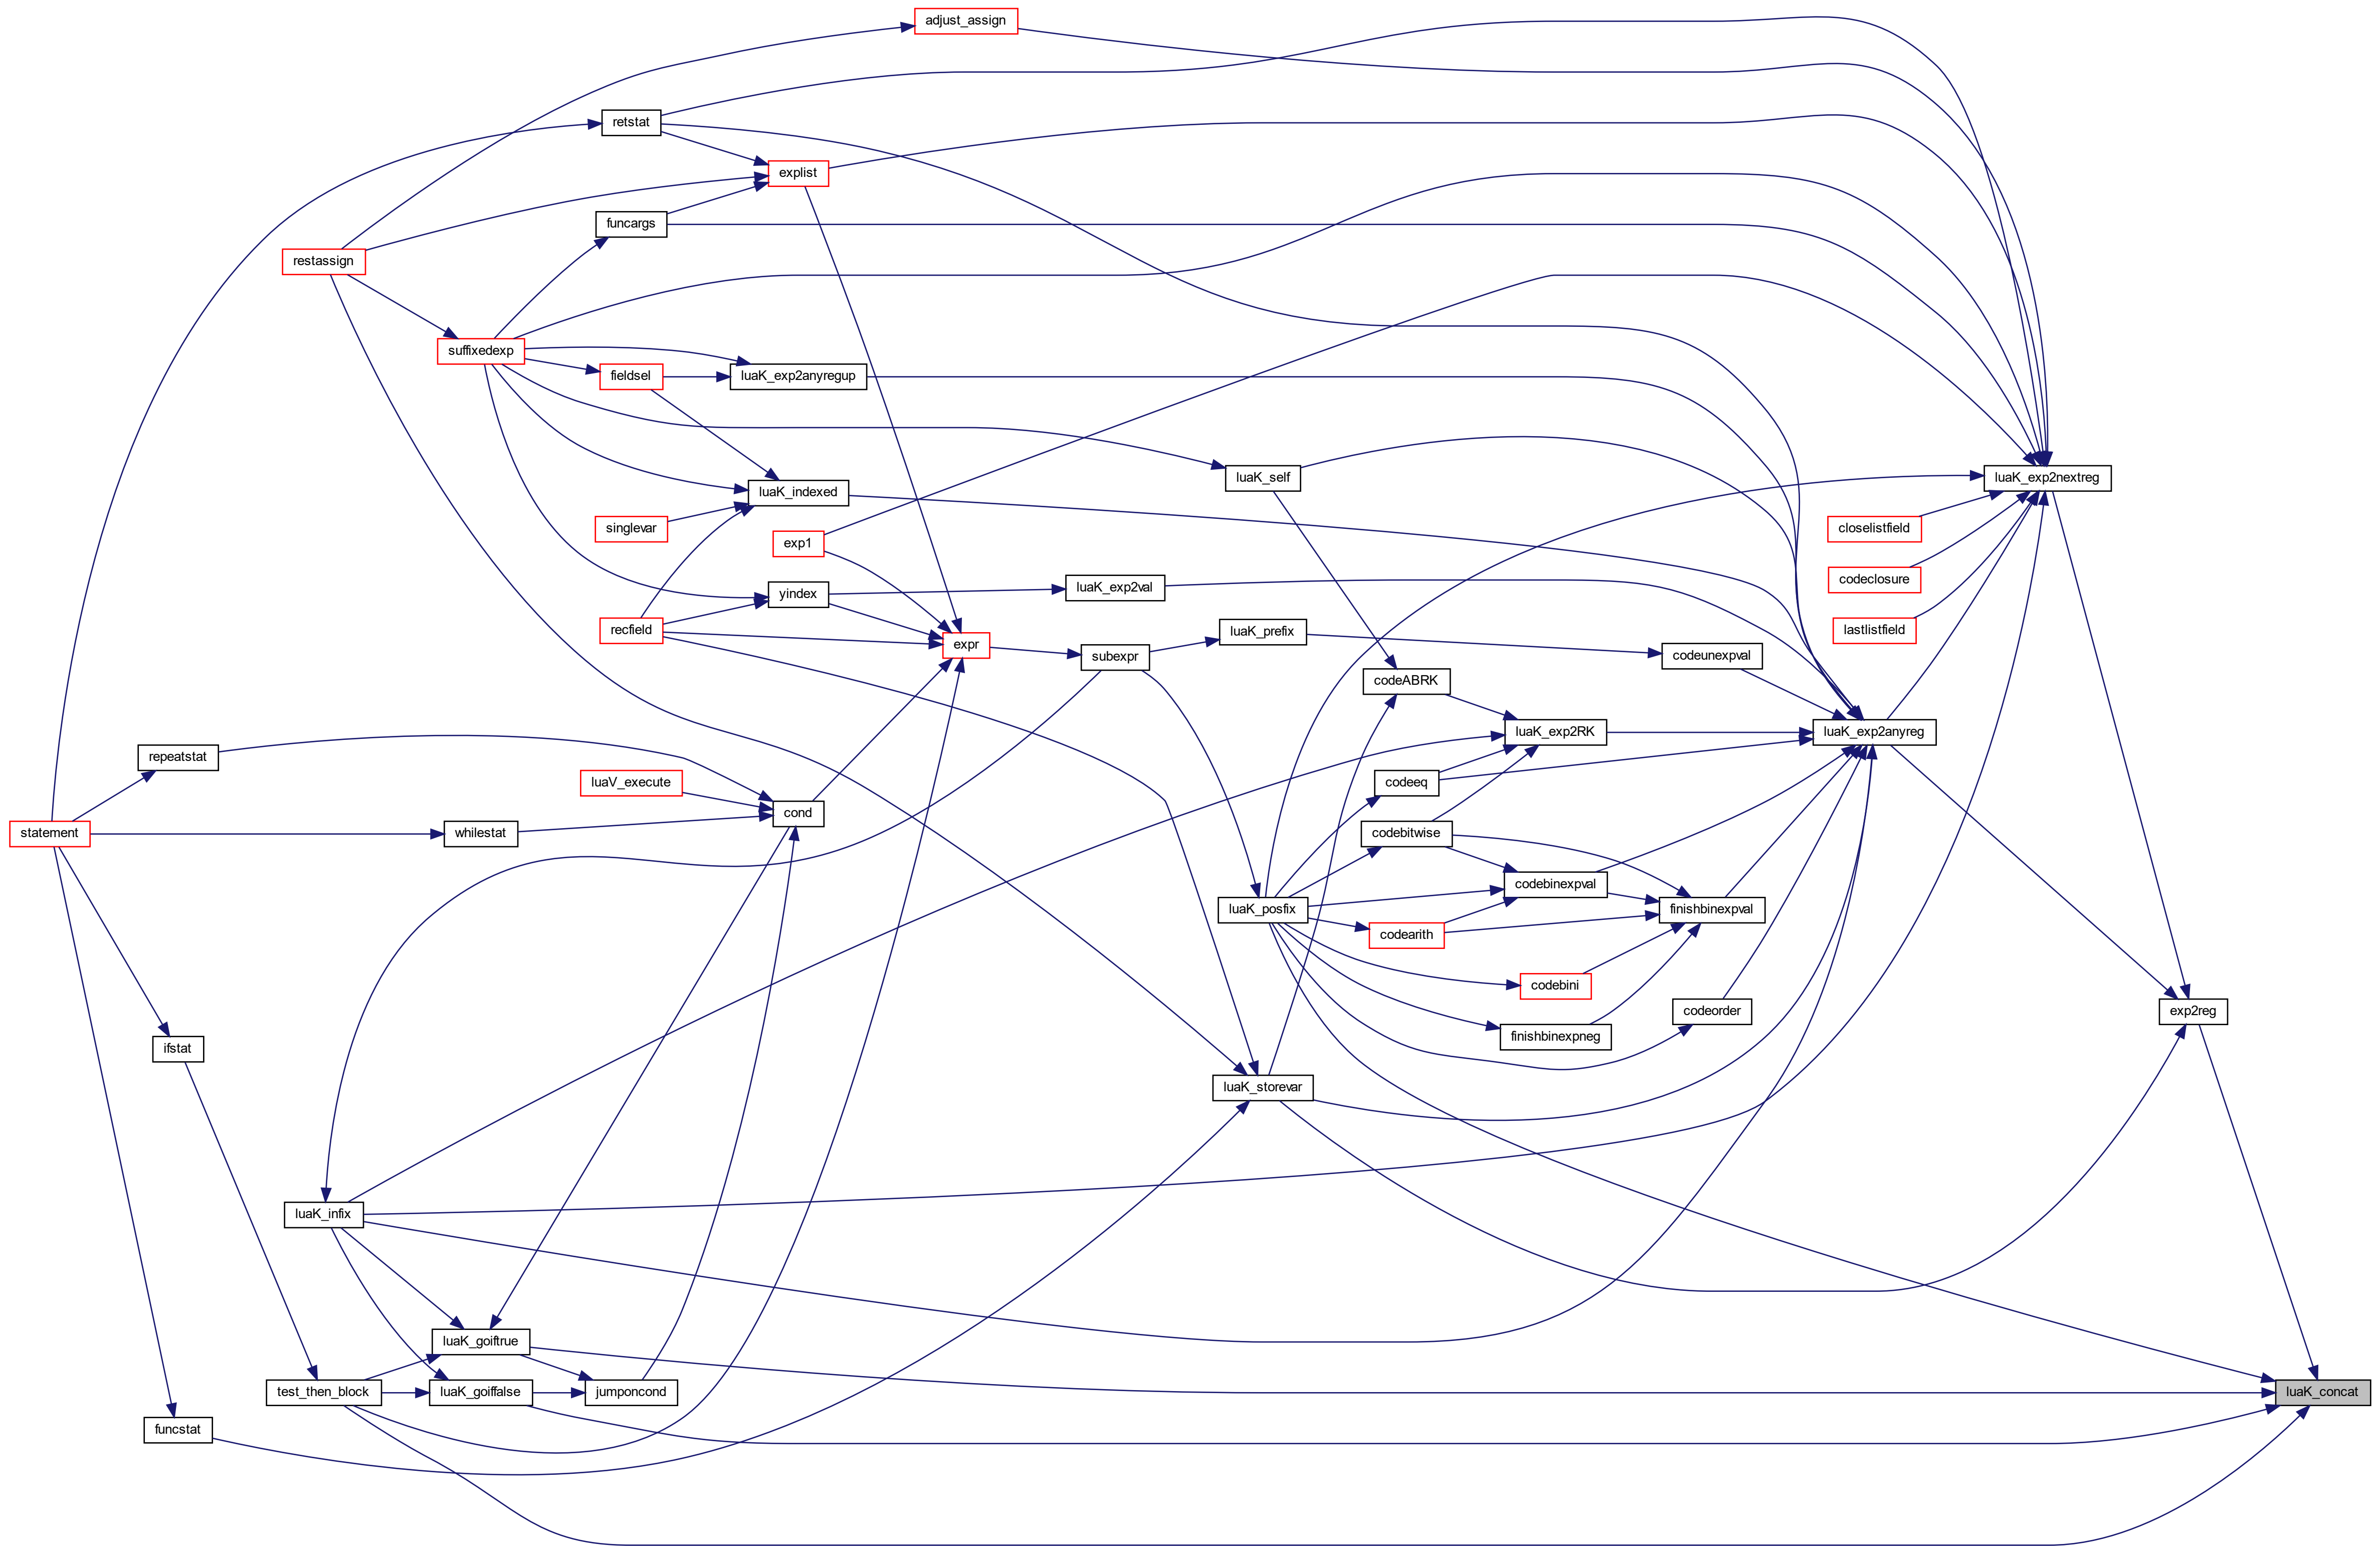 adjust_assign
retstat
explist
funcargs
restassign
suffixedexp
fieldsel
luaK_exp2anyregup
luaK_self
luaK_exp2nextreg
luaK_indexed
singlevar
closelistfield
exp1
codeclosure
luaK_exp2val
yindex
recfield
luaK_prefix
lastlistfield
expr
subexpr
codeunexpval
codeABRK
luaK_exp2RK
luaK_exp2anyreg
repeatstat
luaV_execute
codeeq
cond
statement
whilestat
codebitwise
codebinexpval
luaK_posfix
finishbinexpval
codearith
codebini
codeorder
exp2reg
finishbinexpneg
ifstat
luaK_storevar
luaK_infix
luaK_goiftrue
test_then_block
luaK_goiffalse
jumponcond
luaK_concat
funcstat